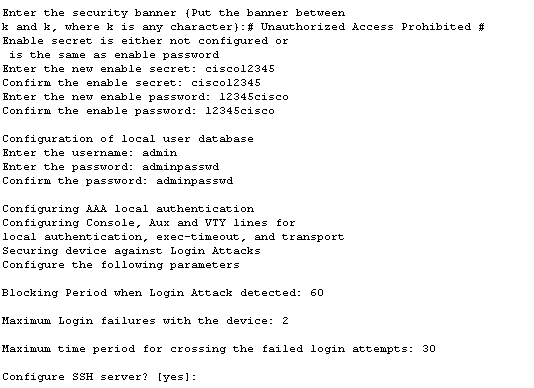 Enter the security banner {Put the banner between
k and k, where k is any character}:# Unauthorized Access Prohibited #
Enable secret is either not configured or
is the same as enable password
Enter the new enable secret: cisco12345
Confirm the enable secret: cisco12345
Enter the new enable password: 12345cisco
Confirm the enable password: 12345cisco
Configuration of local user database
Enter the username: admin
Enter the password: adminpasswd
Confirm the password: adminpasswd
Configuring AAA local authentication
Configuring Console, Aux and VTY lines for
local authentication, exec-timeout, and transport
Securing device against Login Attacks
Configure the following parameters
Blocking Period when Login Attack detected: 60
Maximum Login failures with the device: 2
Maximum time period for crossing the failed login attempts: 30
Configure SSH server? [yes]: